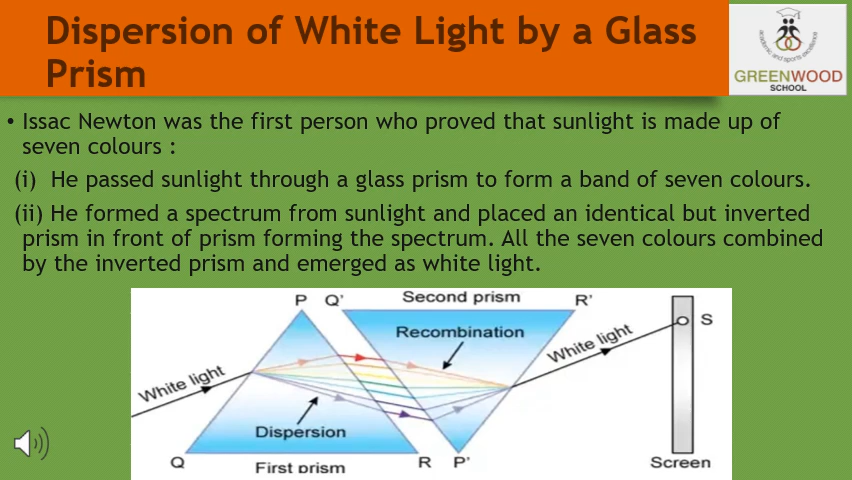 Dispersion of White Light by a Glass
Prism
academic and sports excellence
GREENWOOD
SCHOOL
• Issac Newton was the first person who proved that sunlight is made up of
seven colours :
(i) He passed sunlight through a glass prism to form a band of seven colours.
(ii) He formed a spectrum from sunlight and placed an identical but inverted
prism in front of prism forming the spectrum. All the seven colours combined
by the inverted prism and emerged as white light.
P Q' Second prism R'
S
Recombination
White light
White light
Dispersion
Q First prism R P' Screen